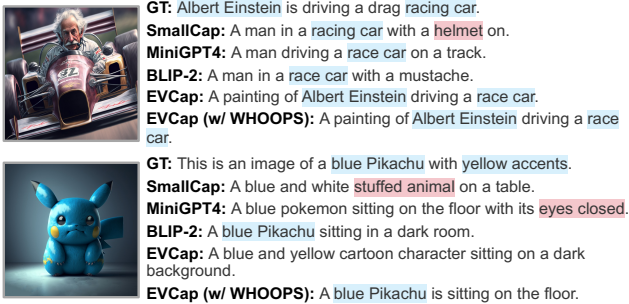 GT: Albert Einstein is driving a drag racing car.
SmallCap: A man in a racing car with a helmet on.
MiniGPT4: A man driving a race car on a track.
BLIP-2: A man in a race car with a mustache.
EVCap: A painting of Albert Einstein driving a race car.
EVCap (w/ WHOOPS): A painting of Albert Einstein driving a race
car.
GT: This is an image of a blue Pikachu with yellow accents.
SmallCap: A blue and white stuffed animal on a table.
MiniGPT4: A blue pokemon sitting on the floor with its eyes closed.
BLIP-2: A blue Pikachu sitting in a dark room.
EVCap: A blue and yellow cartoon character sitting on a dark
background.
EVCap (w/ WHOOPS): A blue Pikachu is sitting on the floor.